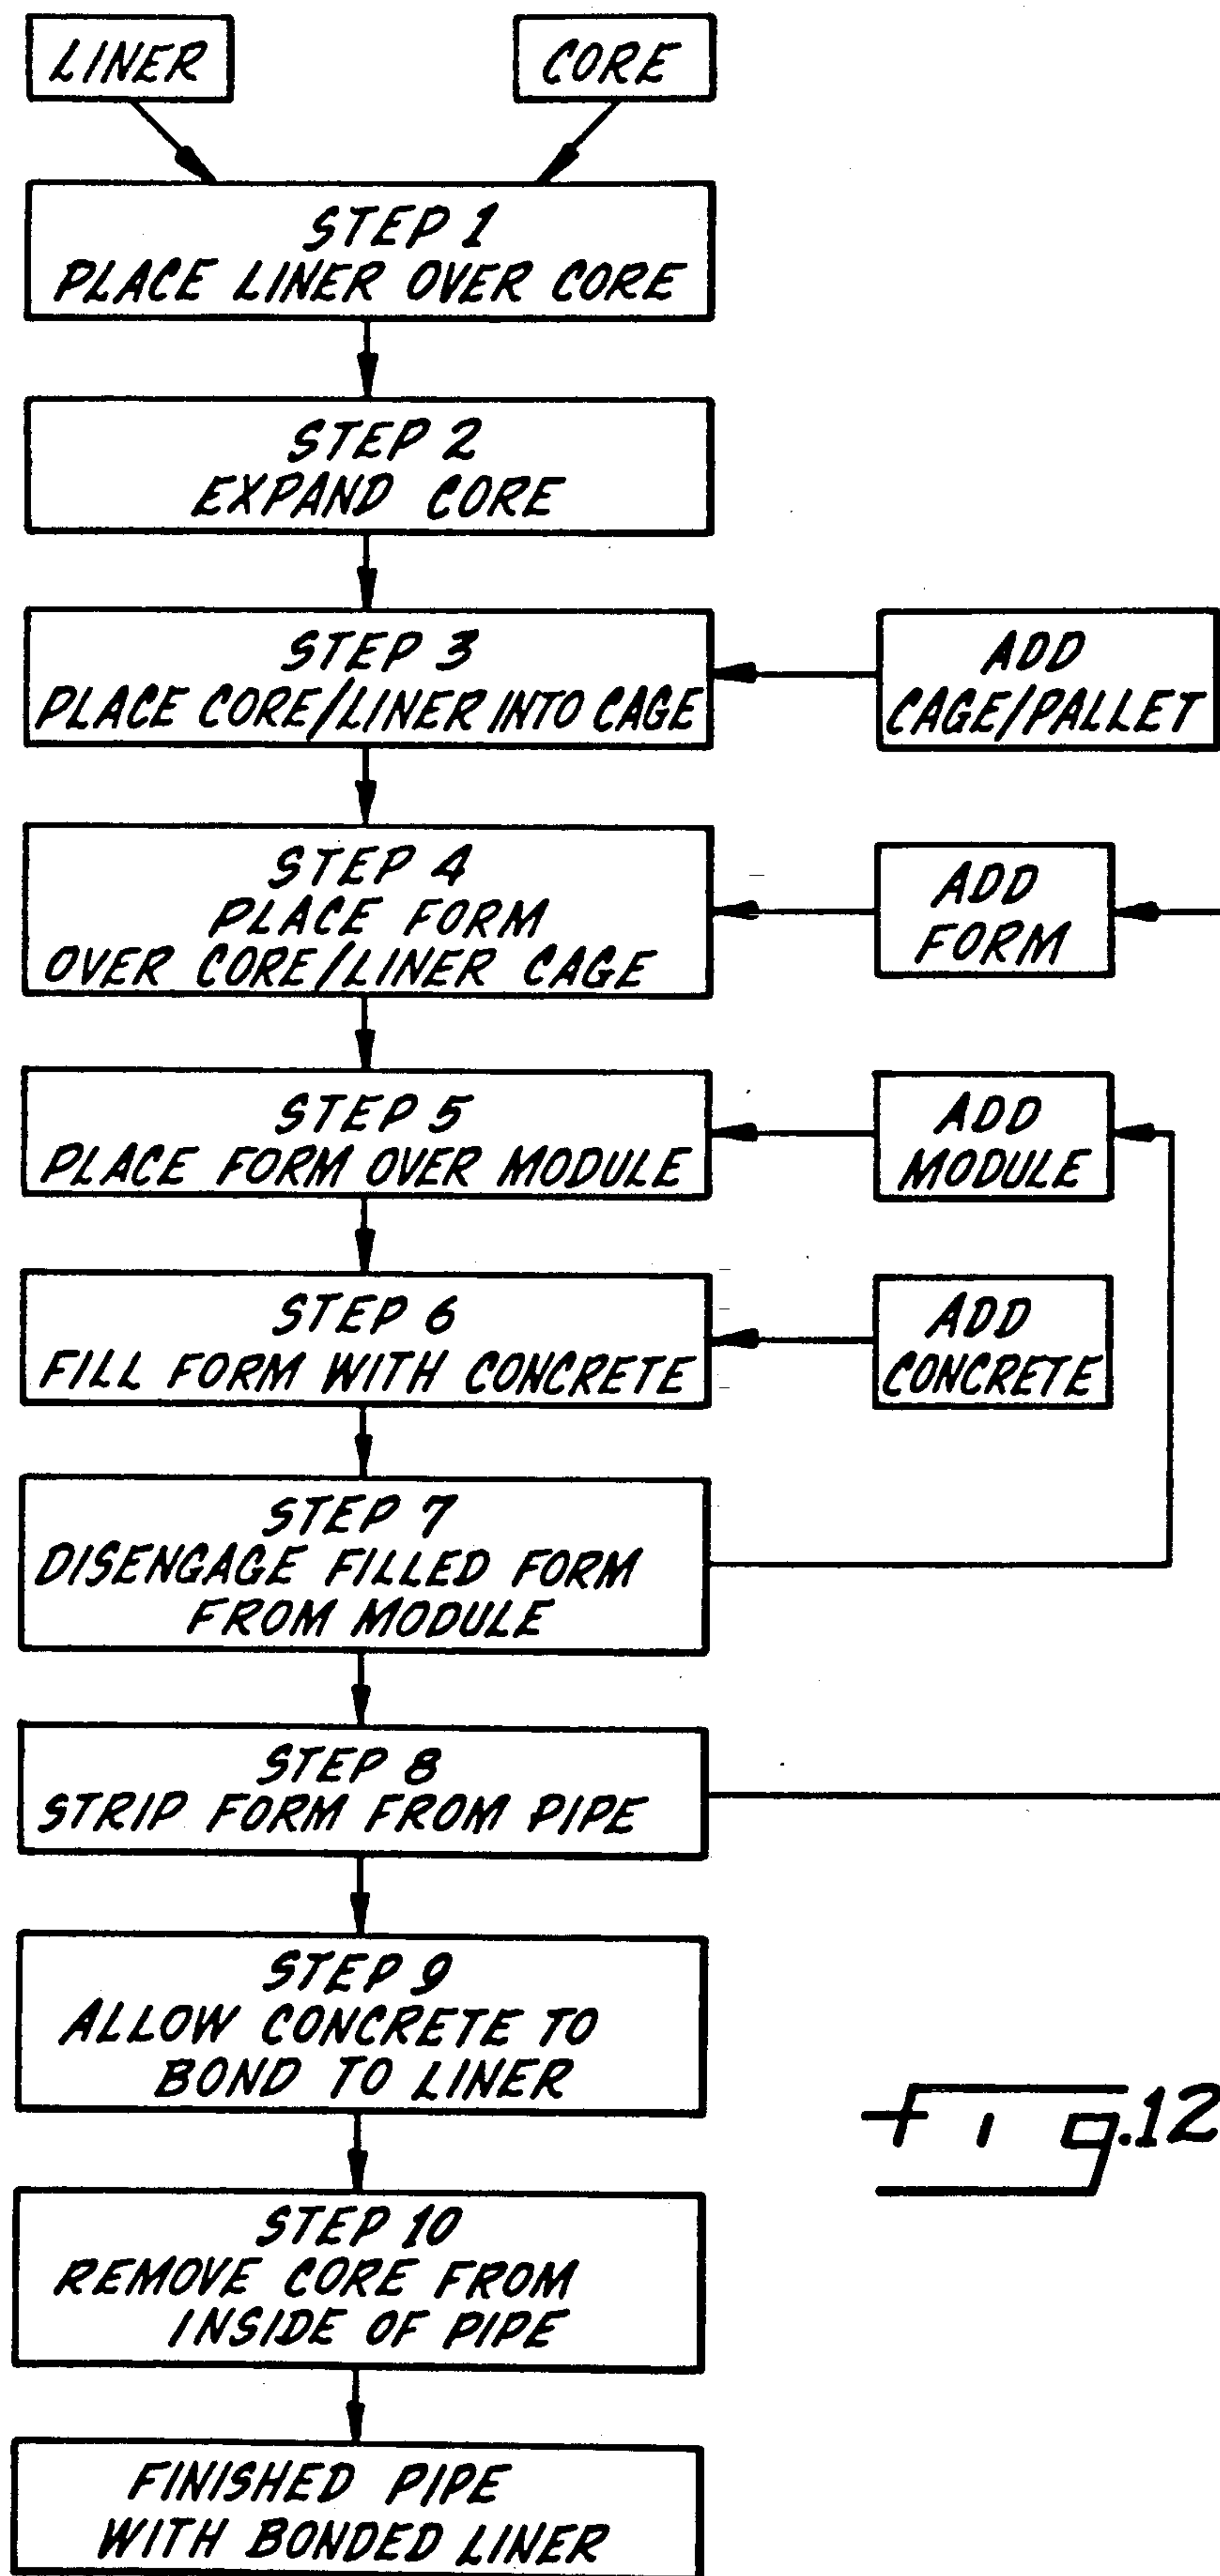 LINER
CORE
STEP 1
PLACE LINER OVER CORE
STEP 2
EXPAND CORE
STEP 3
PLACE CORE/LINER INTO CAGE
ADD
CAGE/PALLET
STEP 4
PLACE FORM
OVER CORE/LINER CAGE
ADD
FORM
STEP 5
PLACE FORM OVER MODULE
ADD
MODULE
STEP 6
FILL FORM WITH CONCRETE
ADD
CONCRETE
STEP 7
DISENGAGE FILLED FORM
FROM MODULE
STEP 8
STRIP FORM FROM PIPE
STEP 9
ALLOW CONCRETE TO
BOND TO LINER
Fig.12
STEP 10
REMOVE CORE FROM
INSIDE OF PIPE
FINISHED PIPE
WITH BONDED LINER